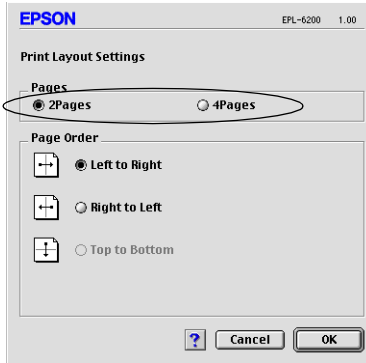 EPSON EPL-6200 1.00
Print Layout Settings
Pages
2Pages 4Pages
Page Order
Left to Right
Right to Left
Top to Bottom
? Cancel OK